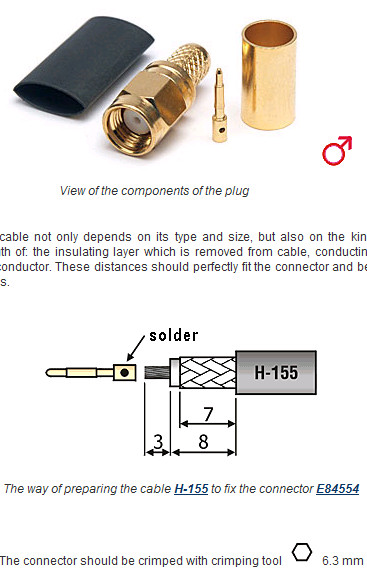 View of the components of the plug
cable not only depends on its type and size, but also on the kin
th of: the insulating layer which is removed from cable, conductin
conductor. These distances should perfectly fit the connector and be
s.
solder
H-155
7
3 8
The way of preparing the cable H-155 to fix the connector E84554
The connector should be crimped with crimping tool 6.3 mm